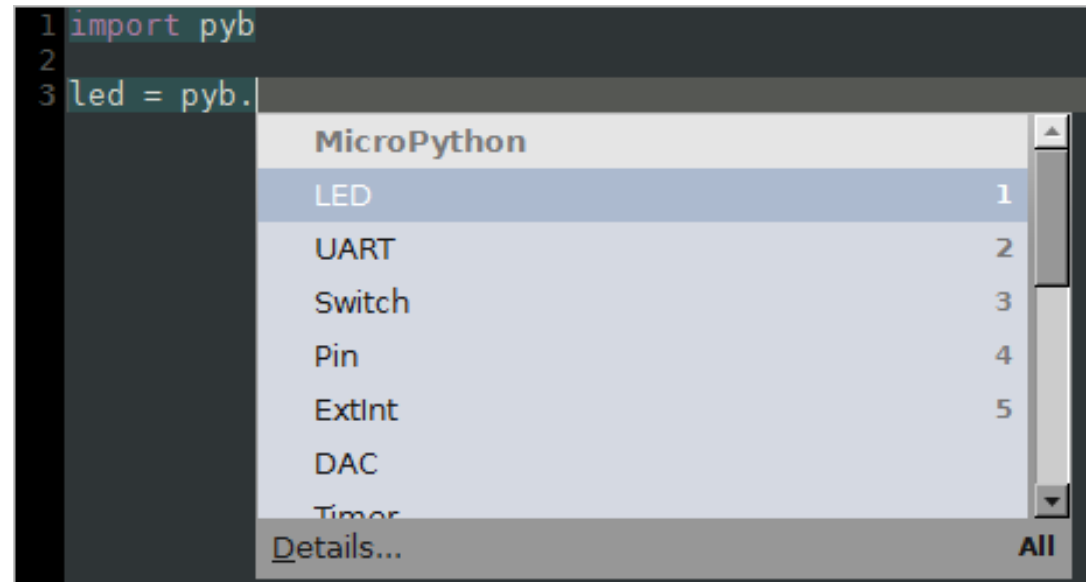 1 import pyb
2
3 led = pyb.
MicroPython
LED 1
UART 2
Switch 3
Pin 4
ExtInt 5
DAC
Timer
Details... All